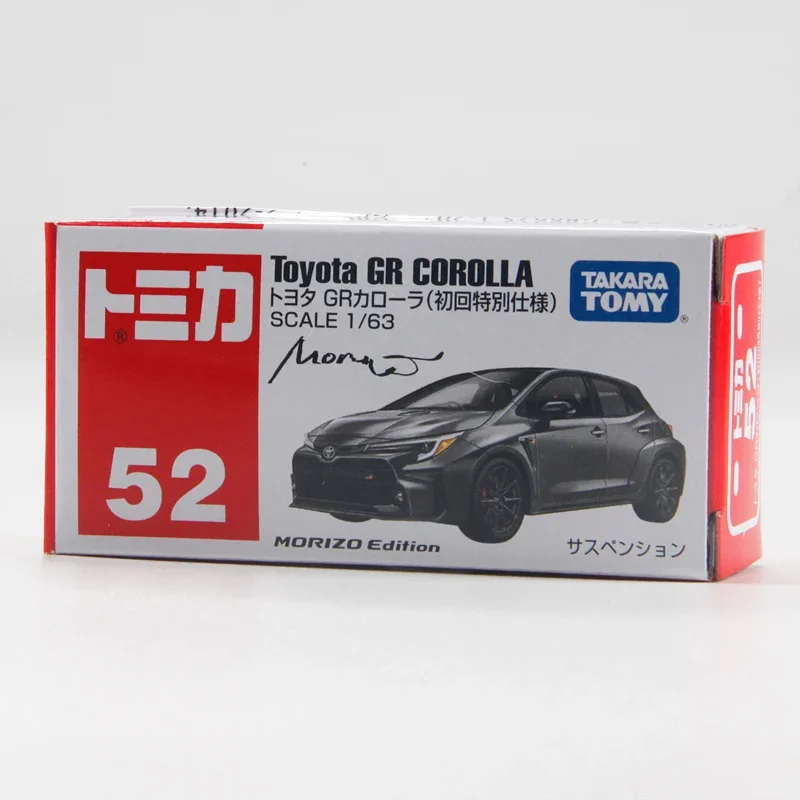 トミカ
®
52
Toyota GR COROLLA
トヨタ GRカローラ(初回特別仕様)
SCALE 1/63
Morizo
MORIZO Edition
TAKARA
TOMY
®
サスペンション
トミカ
52